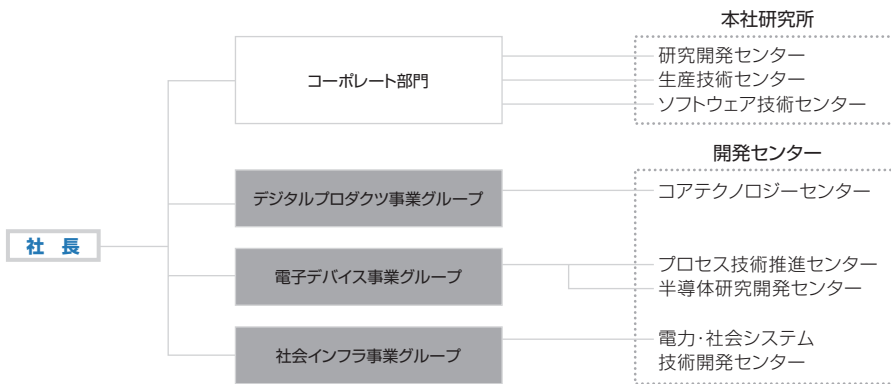 本社研究所
研究開発センター
生産技術センター
ソフトウェア技術センター
コーポレート部門
開発センター
デジタルプロダクツ事業グループ
コアテクノロジーセンター
社 長
電子デバイス事業グループ
プロセス技術推進センター
半導体研究開発センター
社会インフラ事業グループ
電力・社会システム
技術開発センター